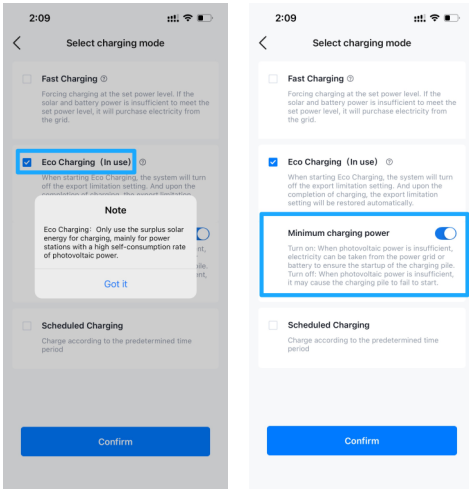 2:09
Select charging mode
Fast Charging
Forcing charging at the set power level. If the
solar and battery power is insufficient to meet the
set power level, it will purchase electricity from
the grid.
Eco Charging (In use)
When starting Eco Charging, the system will turn
off the export limitation setting. And upon the
completion of charging, the export limitation
Note
Eco Charging: Only use the surplus solar
energy for charging, mainly for power
stations with a high self-consumption rate
of photovoltaic power.
Got it
Scheduled Charging
Charge according to the predetermined time
period
Confirm
2:09
Select charging mode
Fast Charging
Forcing charging at the set power level. If the
solar and battery power is insufficient to meet the
set power level, it will purchase electricity from
the grid.
Eco Charging (In use)
When starting Eco Charging, the system will turn
off the export limitation setting. And upon the
completion of charging, the export limitation
setting will be restored automatically.
Minimum charging power
Turn on: When photovoltaic power is insufficient,
electricity can be taken from the power grid or
battery to ensure the startup of the charging pile.
Turn off: When photovoltaic power is insufficient,
it may cause the charging pile to fail to start.
Scheduled Charging
Charge according to the predetermined time
period
Confirm